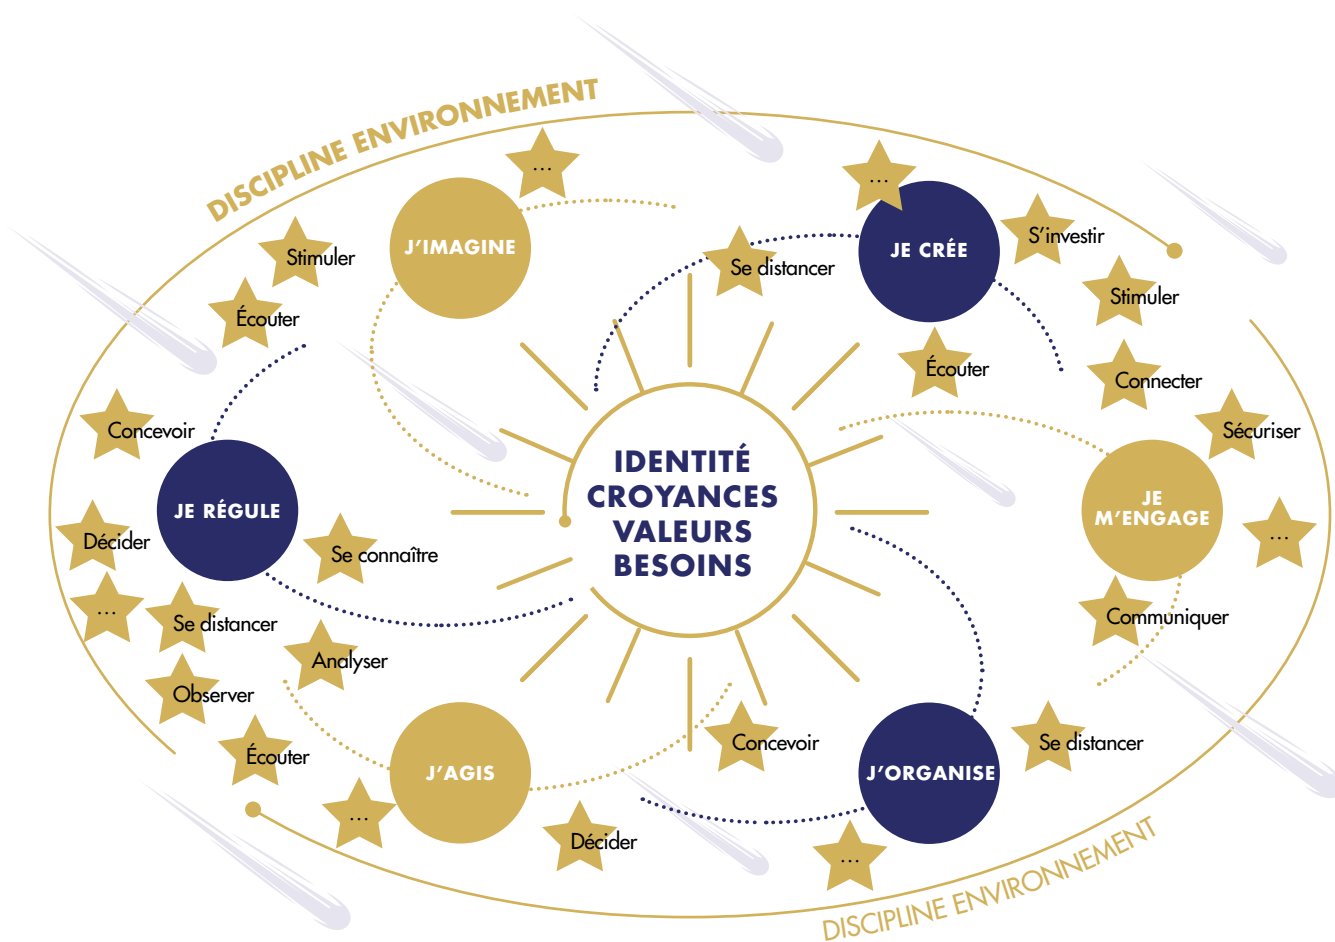 DISCIPLINE ENVIRONNEMENT
...
...
J'IMAGINE
JE CRÉE
S'investir
Stimuler
Se distancer
Stimuler
Écouter
Écouter
Connecter
Concevoir
Sécuriser
IDENTITÉ
CROYANCES
VALEURS
BESOINS
JE RÉGULE
JE
M'ENGAGE
Décider
Se connaître
...
...
Se distancer
Communiquer
Analyser
Observer
Écouter
Concevoir
Se distancer
J'AGIS
J'ORGANISE
...
Décider
...
DISCIPLINE ENVIRONNEMENT